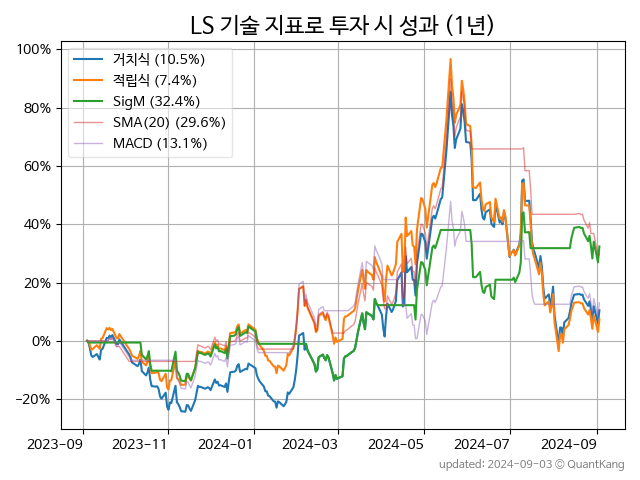 LS 기술 지표로 투자 시 성과 (1년)
100%
80%
60%
40%
20%
0%
−20%
거치식 (10.5%)
적립식 (7.4%)
SigM (32.4%)
SMA(20) (29.6%)
MACD (13.1%)
2023-09
2023-11
2024-01
2024-03
2024-05
2024-07
2024-09
updated: 2024-09-03 © QuantKang